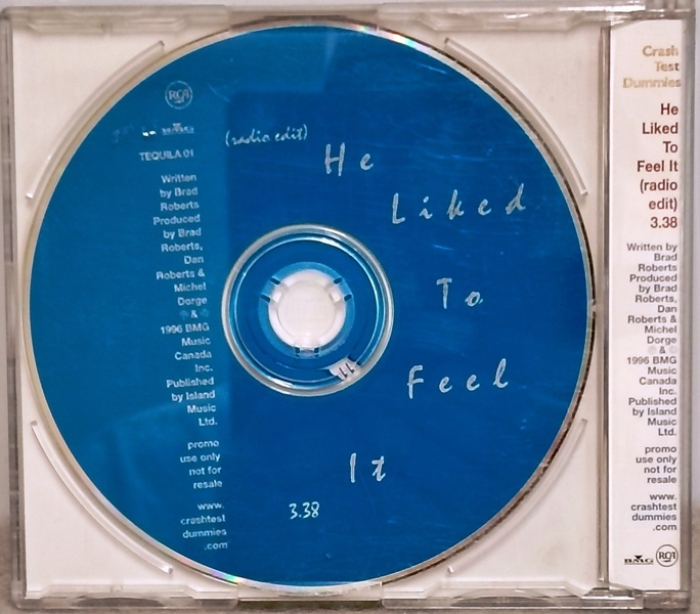 RCA
BMG
TEQUILA 01
Written
by Brad
Roberts
Produced
by Brad
Roberts,
Dan
Roberts &
Michel
Dorge
℗ & ©
1996 BMG
Music
Canada
Inc.
Published
by Island
Music
Ltd.
promo
use only
not for
resale
www.
crashtest
dummies
.com
(radio edit)
He
Liked
To
Feel
It
3.38
Crash
Test
Dummies
He
Liked
To
Feel It
(radio
edit)
3.38
Written by
Brad
Roberts
Produced
by Brad
Roberts,
Dan
Roberts &
Michel
Dorge
℗ & ©
1996 BMG
Music
Canada
Inc.
Published
by Island
Music
Ltd.
promo
use only
not for
resale
www.
crashtest
dummies
.com
BMG RCA